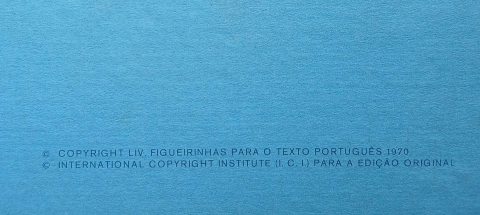 © COPYRIGHT LIV. FIGUEIRINHAS PARA O TEXTO PORTUGUÊS 1970
© INTERNATIONAL COPYRIGHT INSTITUTE (I. C. I.) PARA A EDIÇÃO ORIGINAL